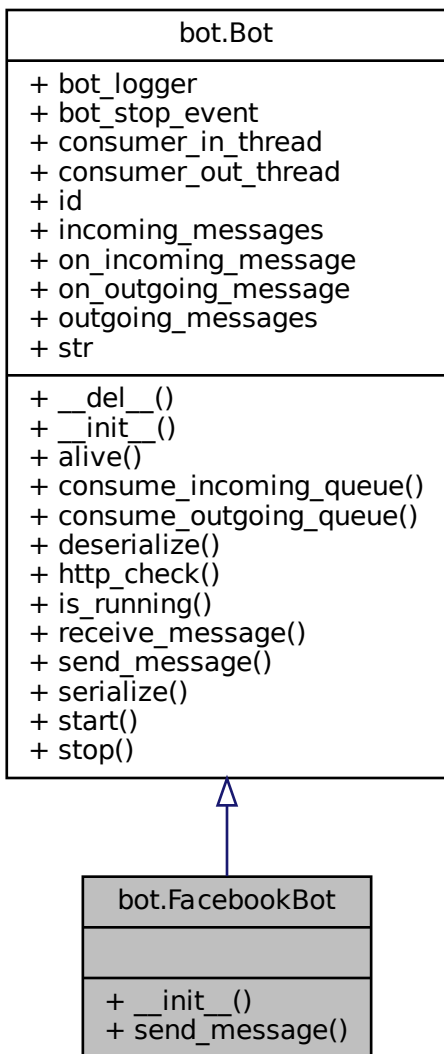 bot.Bot
+ bot_logger
+ bot_stop_event
+ consumer_in_thread
+ consumer_out_thread
+ id
+ incoming_messages
+ on_incoming_message
+ on_outgoing_message
+ outgoing_messages
+ str
+ __del__()
+ __init__()
+ alive()
+ consume_incoming_queue()
+ consume_outgoing_queue()
+ deserialize()
+ http_check()
+ is_running()
+ receive_message()
+ send_message()
+ serialize()
+ start()
+ stop()
bot.FacebookBot
+ __init__()
+ send_message()